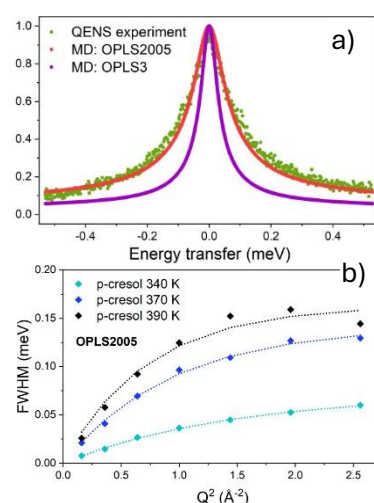 QENS experiment
MD: OPLS2005
MD: OPLS3
a)
1.0
0.8
0.6
0.4
0.2
0.0
-0.4 -0.2 0.0 0.2 0.4
Energy transfer (meV)
b)
p-cresol 340 K
p-cresol 370 K
p-cresol 390 K
OPLS2005
FWHM (meV)
0.20
0.15
0.10
0.05
0.00
0.0 0.5 1.0 1.5 2.0 2.5
Q² (Å⁻²)